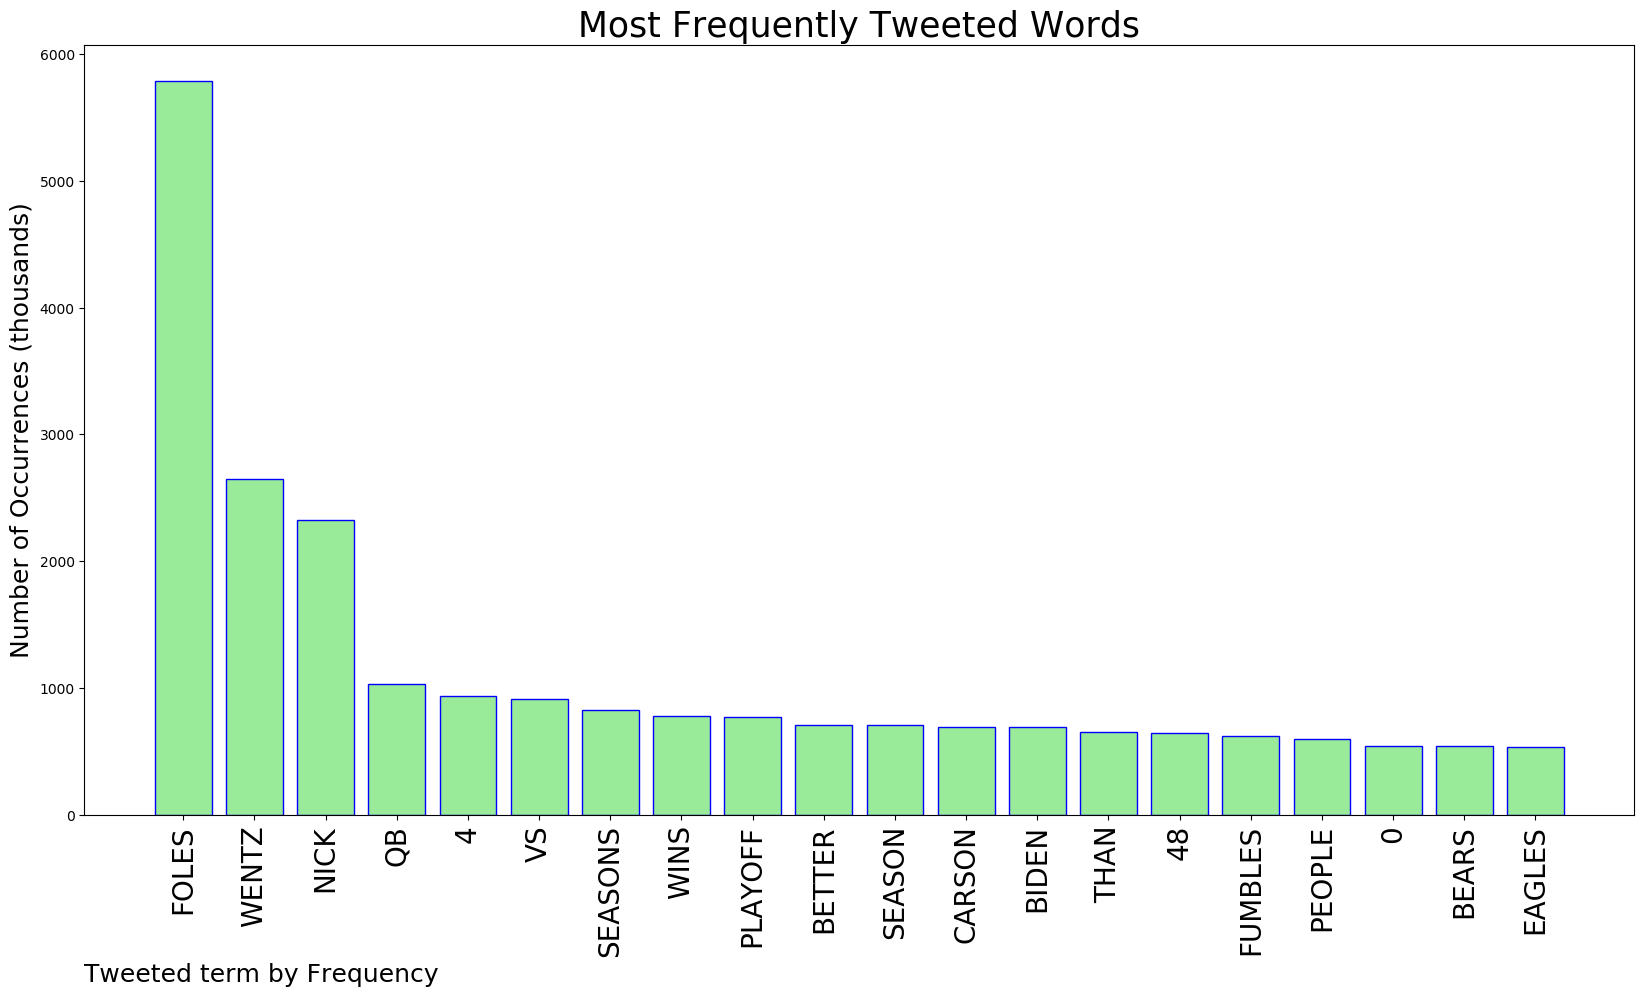 Most Frequently Tweeted Words
Number of Occurrences (thousands)
6000
5000
4000
3000
2000
1000
0
FOLES
WENTZ
NICK
QB
4
VS
SEASONS
WINS
PLAYOFF
BETTER
SEASON
CARSON
BIDEN
THAN
48
FUMBLES
PEOPLE
0
BEARS
EAGLES
Tweeted term by Frequency